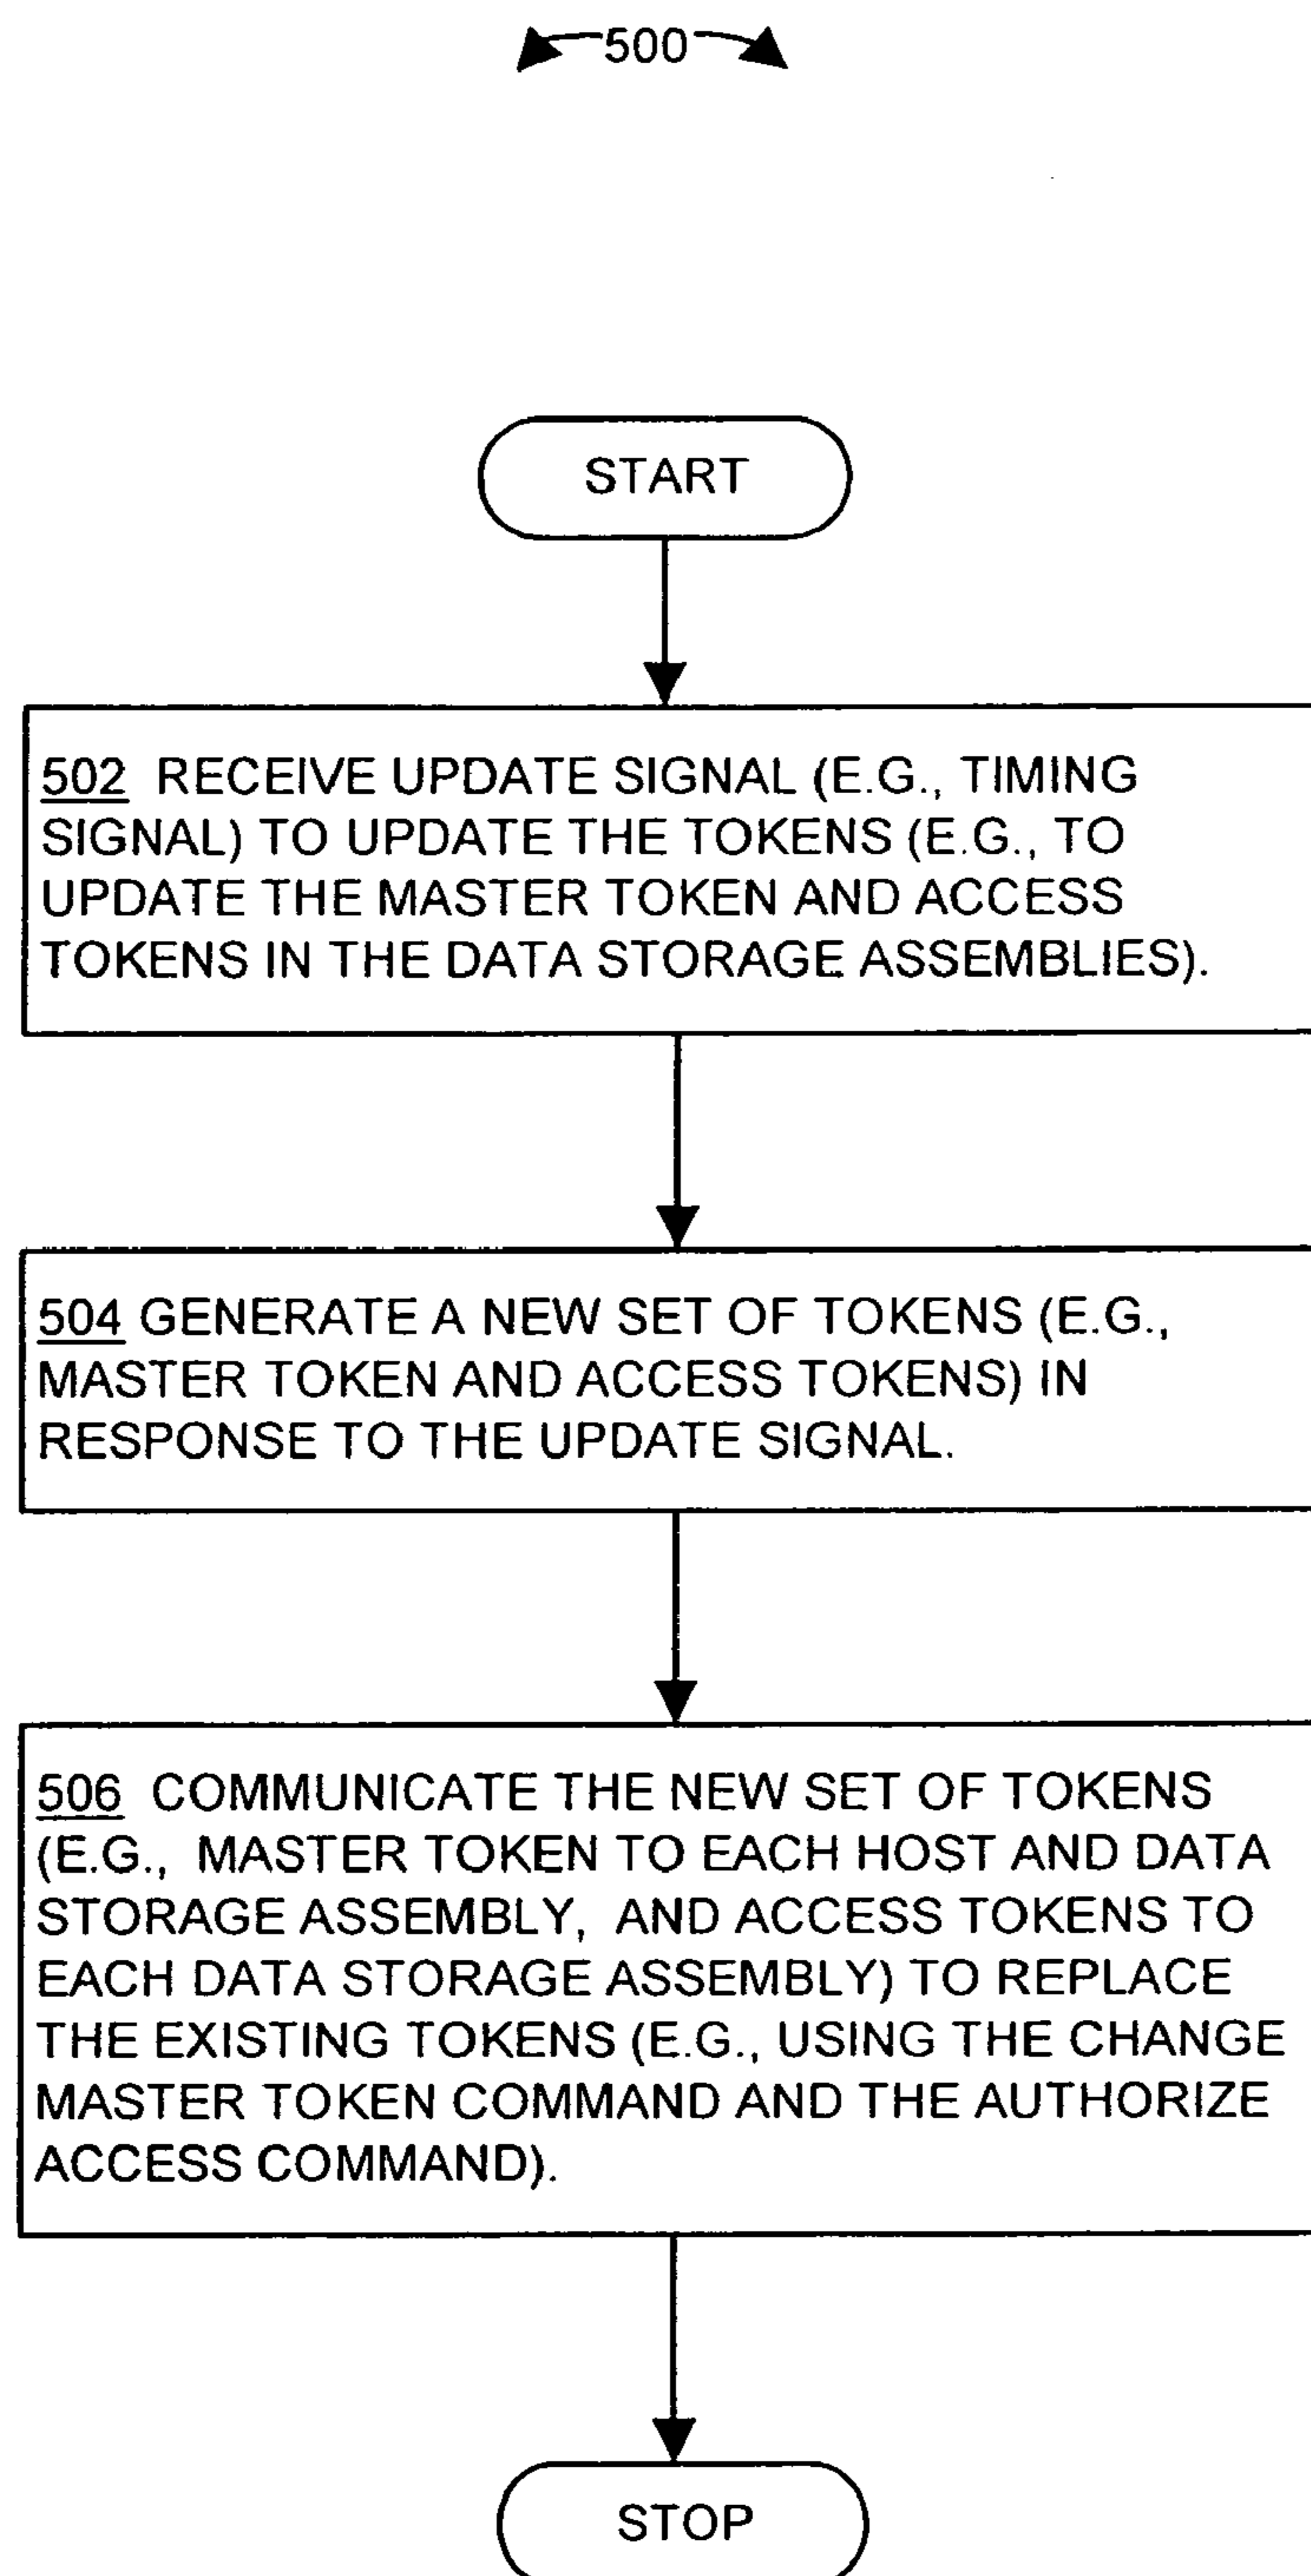 500
START
502 RECEIVE UPDATE SIGNAL (E.G., TIMING
SIGNAL) TO UPDATE THE TOKENS (E.G., TO
UPDATE THE MASTER TOKEN AND ACCESS
TOKENS IN THE DATA STORAGE ASSEMBLIES).
504 GENERATE A NEW SET OF TOKENS (E.G.,
MASTER TOKEN AND ACCESS TOKENS) IN
RESPONSE TO THE UPDATE SIGNAL.
506 COMMUNICATE THE NEW SET OF TOKENS
(E.G., MASTER TOKEN TO EACH HOST AND DATA
STORAGE ASSEMBLY, AND ACCESS TOKENS TO
EACH DATA STORAGE ASSEMBLY) TO REPLACE
THE EXISTING TOKENS (E.G., USING THE CHANGE
MASTER TOKEN COMMAND AND THE AUTHORIZE
ACCESS COMMAND).
STOP